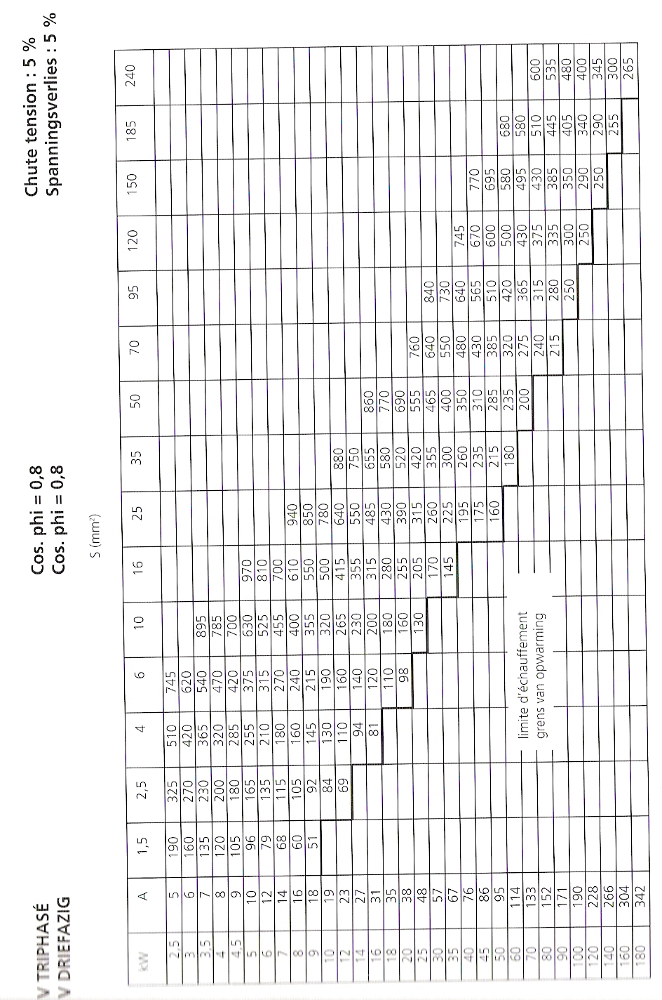 V TRIPHASÉ Cos. phi = 0,8 Chute tension : 5 %
V DRIEFAZIG Cos. phi = 0,8 Spanningsverlies : 5 %
S (mm²)
kW A 1,5 2,5 4 6 10 16 25 35 50 70 95 120 150 185 240
2,5 5 190 325 510 745
3 6 160 270 420 620
3,5 7 135 230 365 540 895
4 8 120 200 320 470 785
4,5 9 105 180 285 420 700
5 10 96 165 255 375 630 970
6 12 79 135 210 315 525 810
7 14 68 115 180 270 455 700
8 16 60 105 160 240 400 610 940
9 18 51 92 145 215 355 550 850
10 19 84 130 190 320 500 780
12 23 69 110 160 265 415 640 880
14 27 94 140 230 355 550 750
16 31 81 120 200 315 485 655 860
18 35 110 180 280 430 580 770
20 38 98 160 255 390 520 690
25 48 130 205 315 420 555 760
30 57 170 260 355 465 640 840
35 67 145 225 300 400 550 730
40 76 195 260 350 480 640 745
45 86 175 235 310 430 565 670 770
50 95 160 215 285 385 510 600 695
60 114 180 235 320 420 500 580 680
70 133 limite d'échauffement 200 275 365 430 495 580
80 152 grens van opwarming 240 315 375 430 510 600
90 171 215 280 335 385 445 535
100 190 250 300 350 405 480
120 228 250 290 340 400
140 266 250 290 345
160 304 255 300
180 342 265